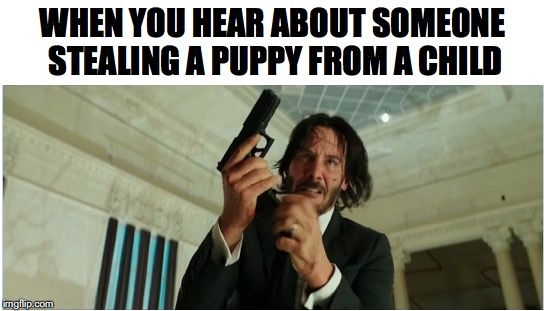 WHEN YOU HEAR ABOUT SOMEONE
STEALING A PUPPY FROM A CHILD
imgflip.com